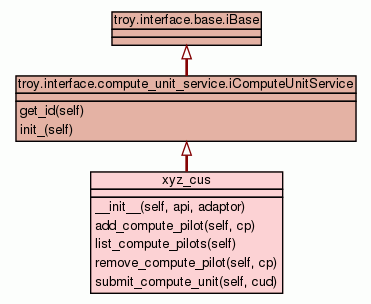 troy.interface.base.iBase
troy.interface.compute_unit_service.iComputeUnitService
get_id(self)
init_(self)
xyz_cus
__init__(self, api, adaptor)
add_compute_pilot(self, cp)
list_compute_pilots(self)
remove_compute_pilot(self, cp)
submit_compute_unit(self, cud)